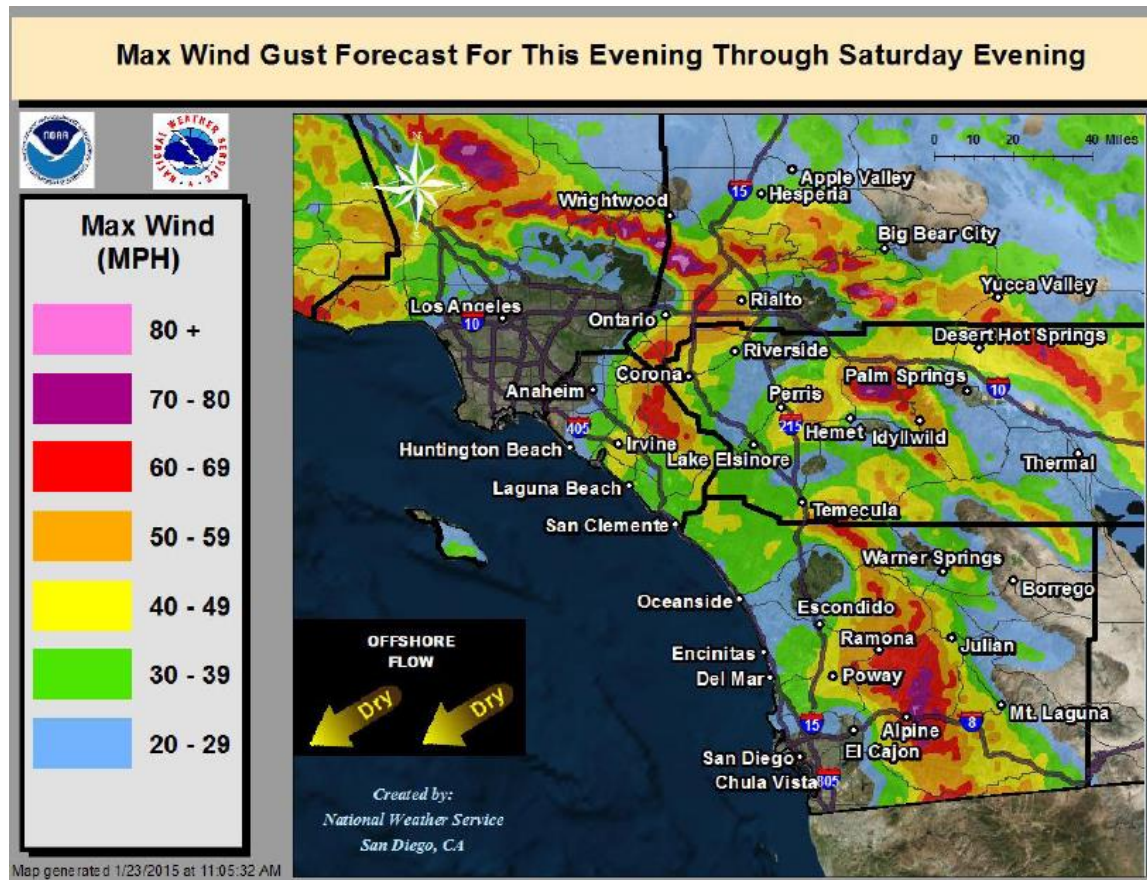 Max Wind Gust Forecast For This Evening Through Saturday Evening
NOAA
NATIONAL WEATHER SERVICE
Max Wind
(MPH)
80 +
70 - 80
60 - 69
50 - 59
40 - 49
30 - 39
20 - 29
N
0 10 20 40 Miles
15
Apple Valley
Hesperia
Wrightwood
Big Bear City
Yucca Valley
Los Angeles
10
Ontario
Rialto
Desert Hot Springs
Riverside
Corona
Palm Springs
10
Anaheim
Perris
405
215
Hemet
Idyllwild
Huntington Beach
Irvine
Lake Elsinore
Thermal
Laguna Beach
Temecula
San Clemente
Warner Springs
Borrego
Oceanside
Escondido
Ramona
Julian
Encinitas
Del Mar
Poway
Mt. Laguna
15
8
Alpine
El Cajon
San Diego
Chula Vista
805
OFFSHORE
FLOW
Dry
Dry
Created by:
National Weather Service
San Diego, CA
Map generated 1/23/2015 at 11:05:32 AM